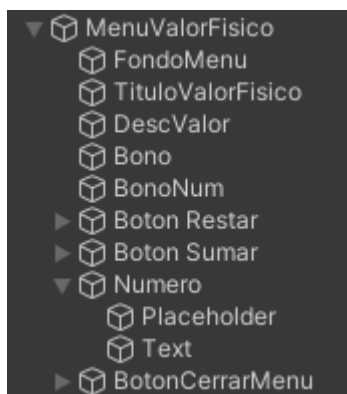 MenuValorFisico
FondoMenu
TituloValorFisico
DescValor
Bono
BonoNum
Boton Restar
Boton Sumar
Numero
Placeholder
Text
BotonCerrarMenu